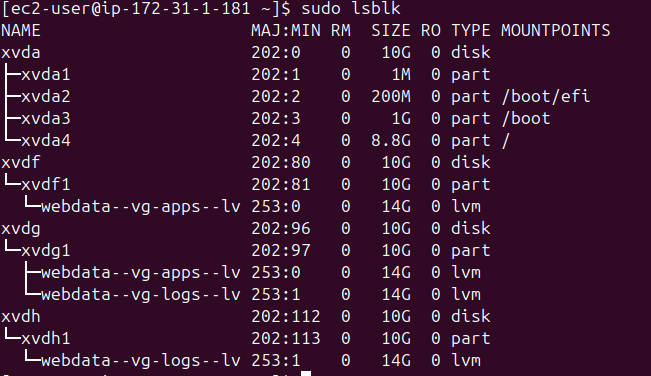 [ec2-user@ip-172-31-1-181 ~]$ sudo lsblk
NAME                      MAJ:MIN RM  SIZE RO TYPE MOUNTPOINTS
xvda                      202:0    0   10G  0 disk
├─xvda1                   202:1    0    1M  0 part
├─xvda2                   202:2    0  200M  0 part /boot/efi
├─xvda3                   202:3    0    1G  0 part /boot
└─xvda4                   202:4    0  8.8G  0 part /
xvdf                      202:80   0   10G  0 disk
└─xvdf1                   202:81   0   10G  0 part
  └─webdata--vg-apps--lv 253:0    0   14G  0 lvm
xvdg                      202:96   0   10G  0 disk
└─xvdg1                   202:97   0   10G  0 part
  ├─webdata--vg-apps--lv 253:0    0   14G  0 lvm
  └─webdata--vg-logs--lv 253:1    0   14G  0 lvm
xvdh                      202:112  0   10G  0 disk
└─xvdh1                   202:113  0   10G  0 part
  └─webdata--vg-logs--lv 253:1    0   14G  0 lvm